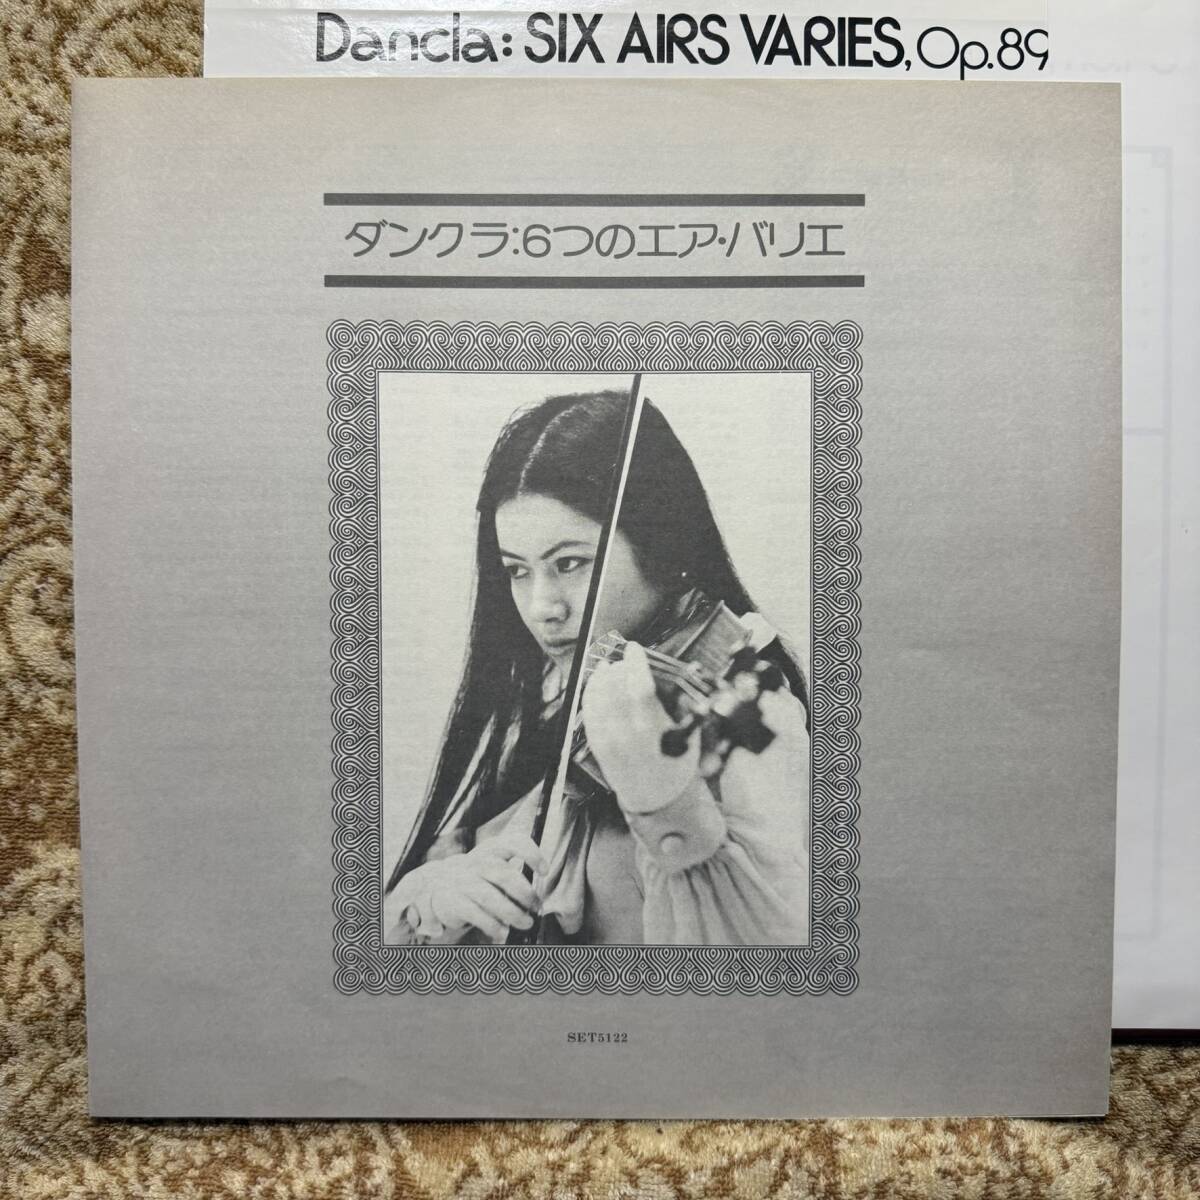 Dancla: SIX AIRS VARIES, Op.89
ダンクラ:6つのエア・バリエ
SET5122